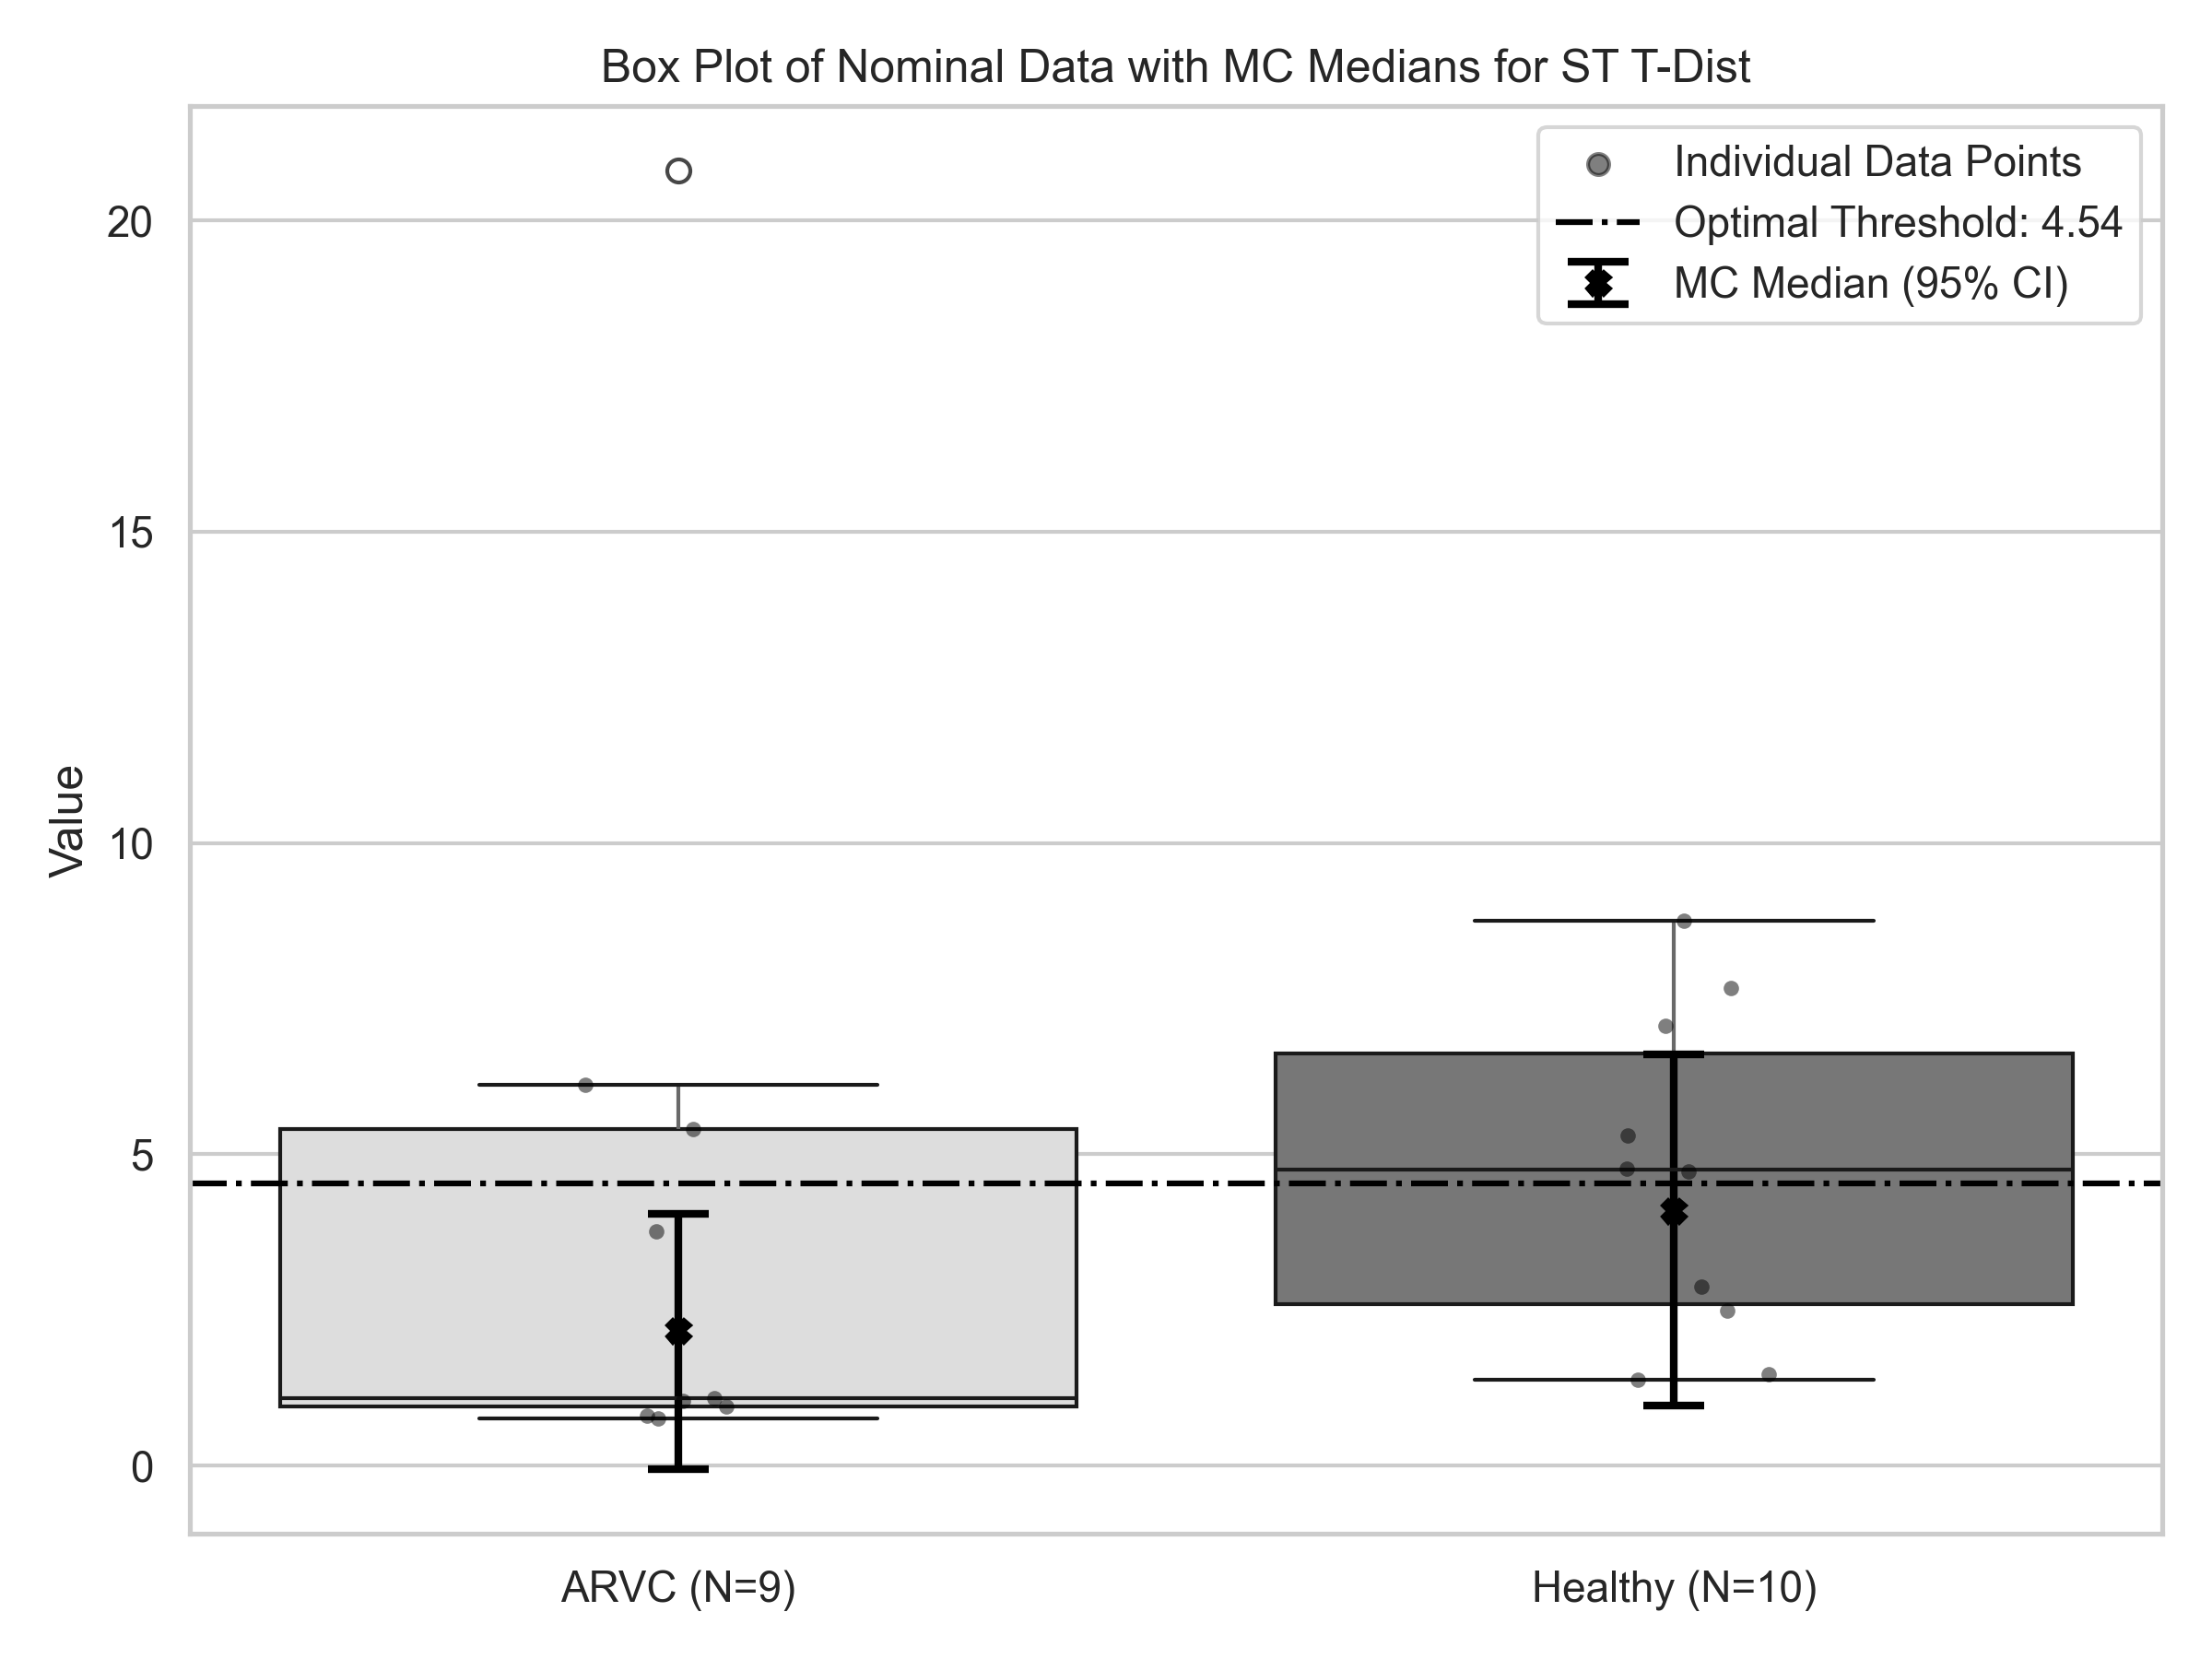 Box Plot of Nominal Data with MC Medians for ST T-Dist
Individual Data Points
Optimal Threshold: 4.54
MC Median (95% CI)
Value
20
15
10
5
0
ARVC (N=9)
Healthy (N=10)